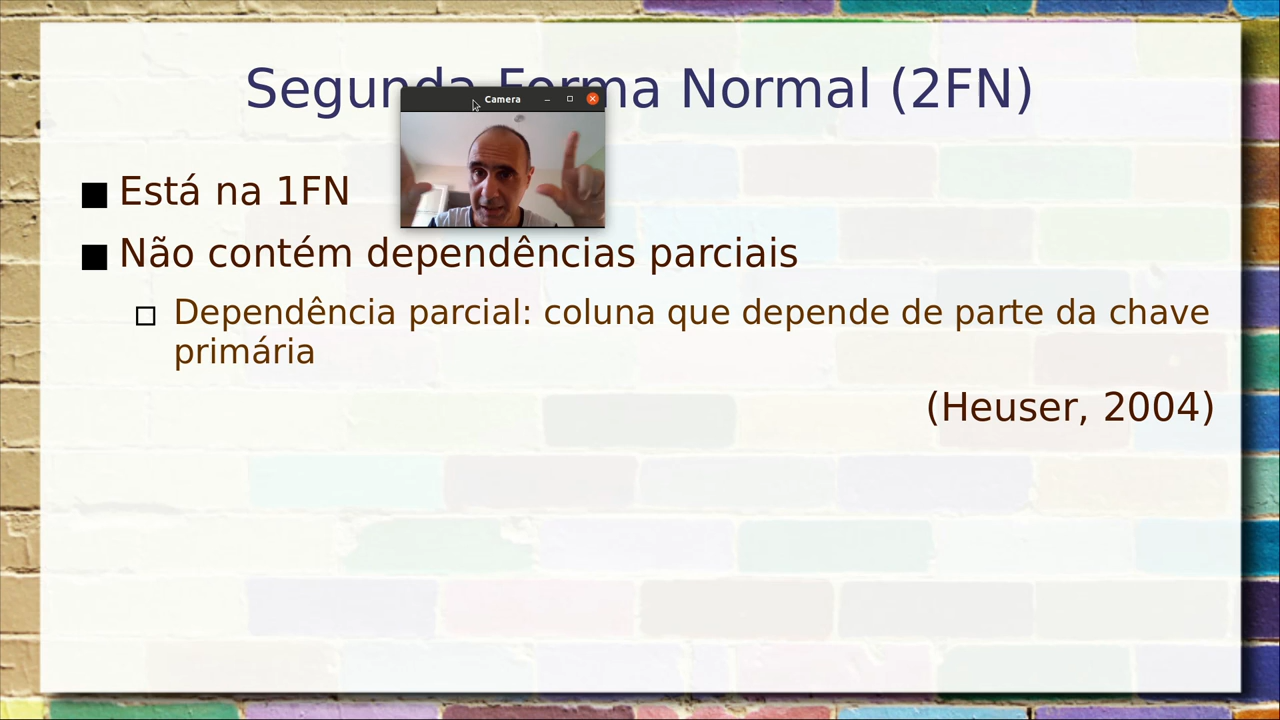 Segunda Forma Normal (2FN)
Camera
Está na 1FN
Não contém dependências parciais
Dependência parcial: coluna que depende de parte da chave
primária
(Heuser, 2004)